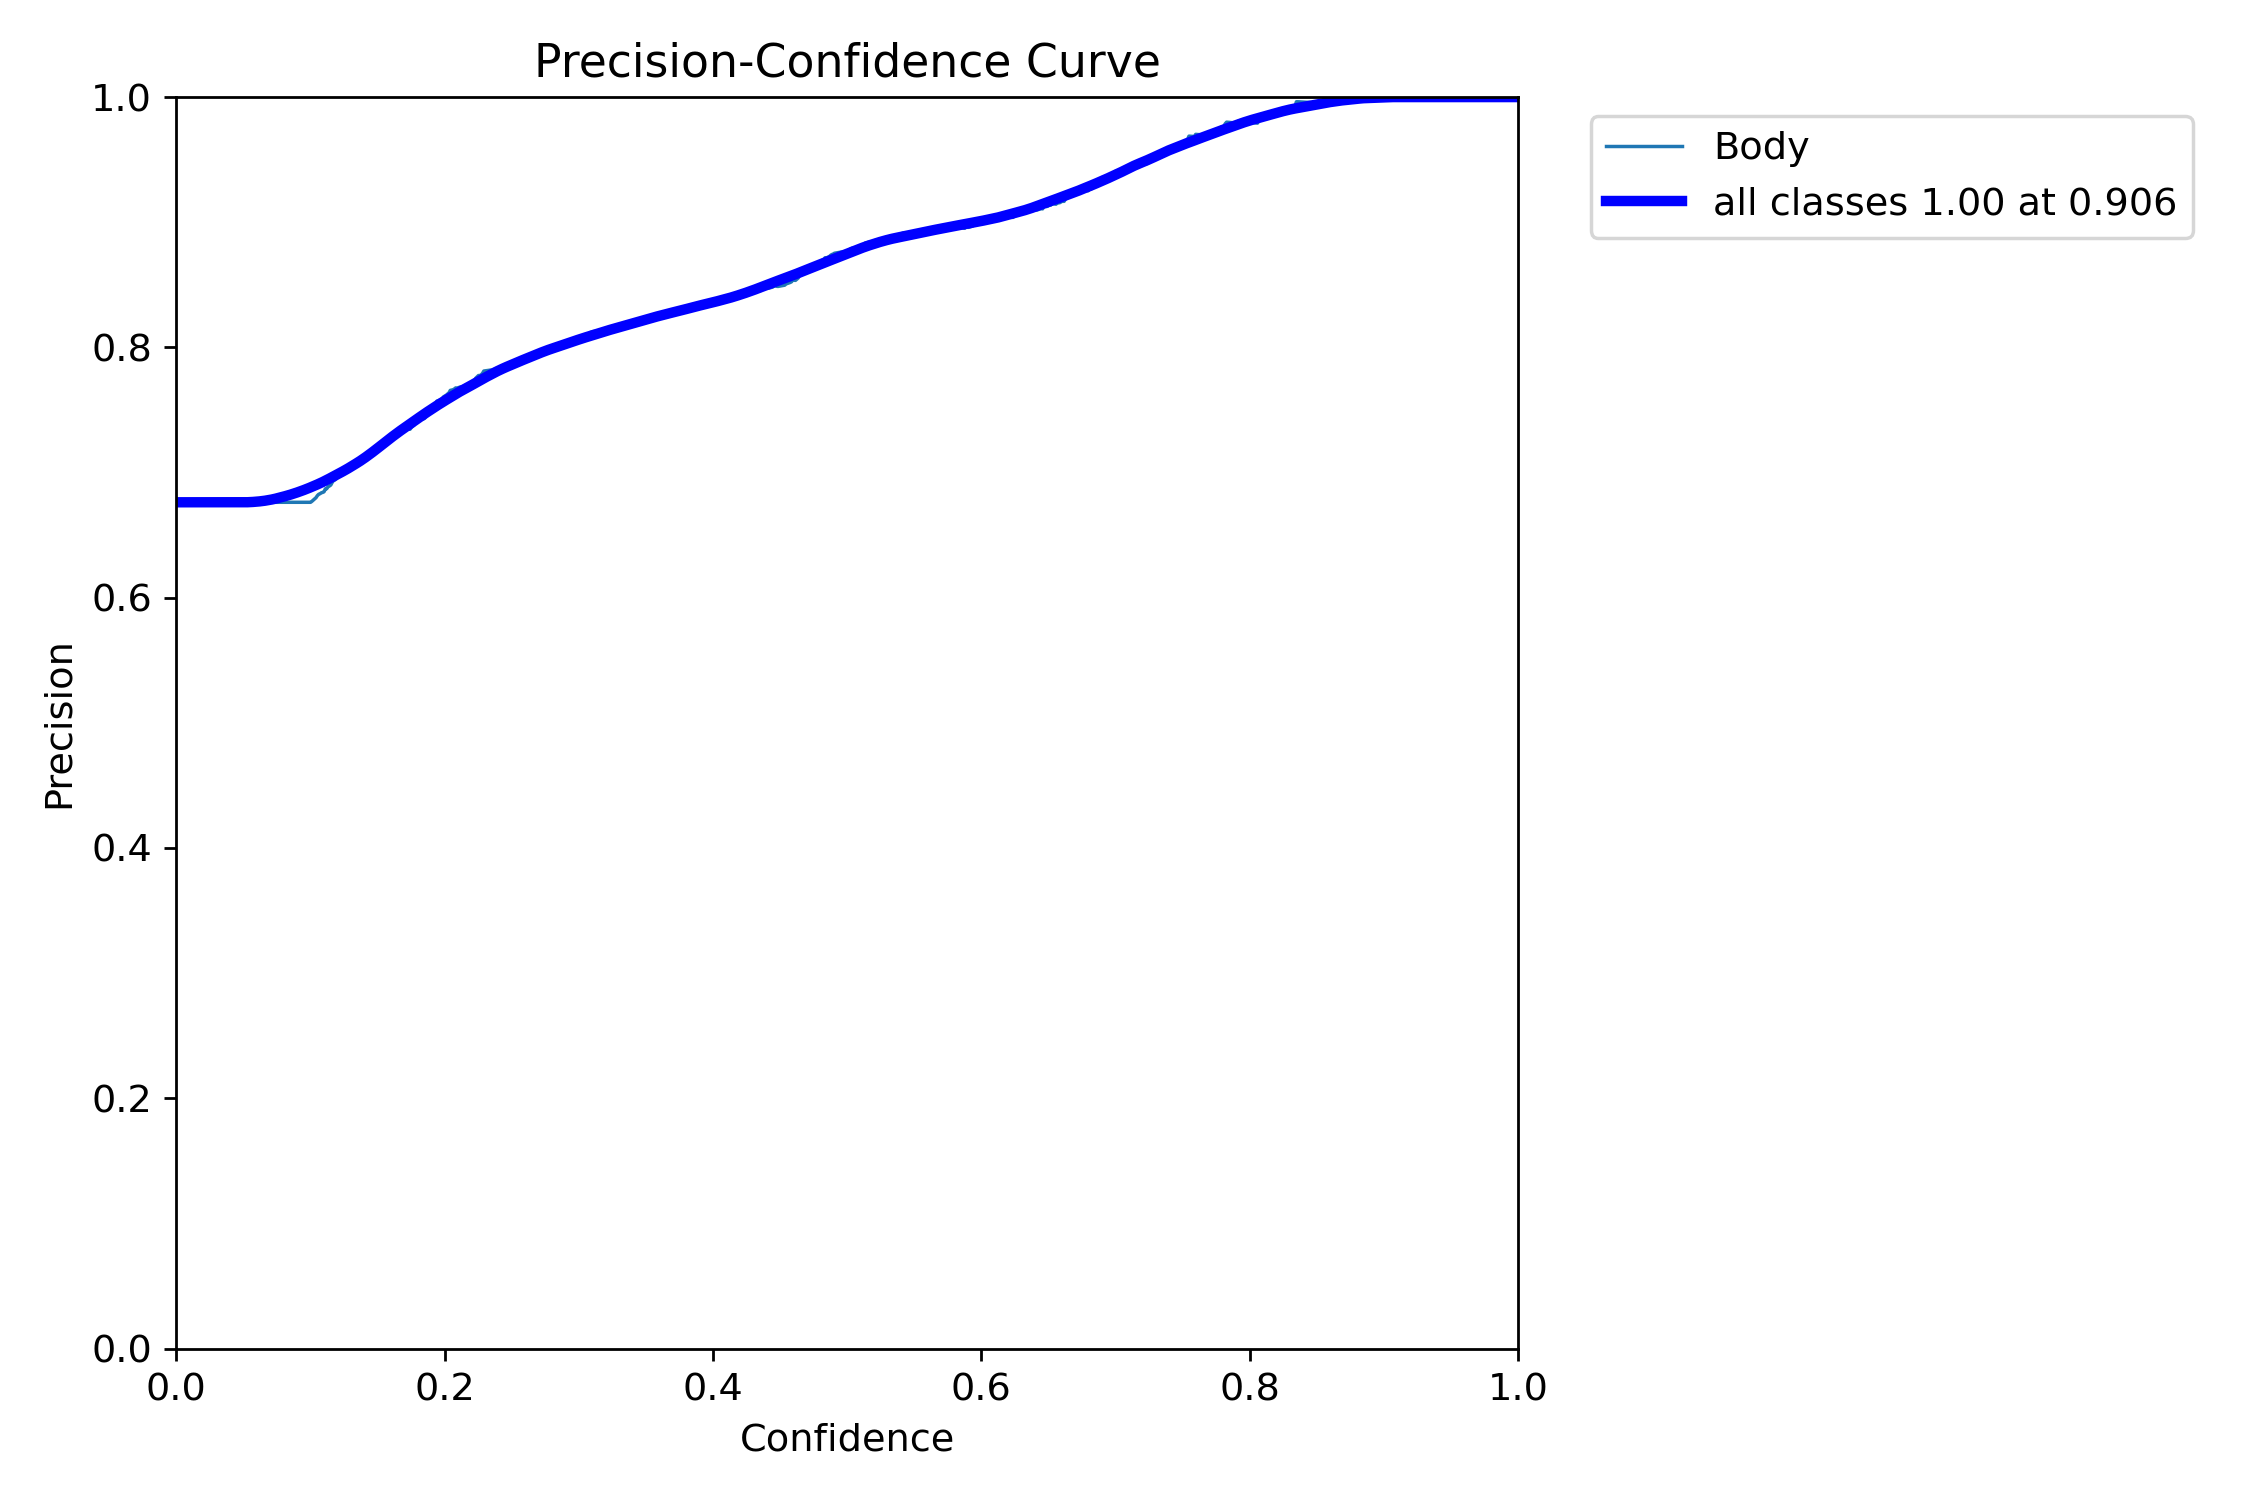 Precision-Confidence Curve
1.0
0.8
0.6
0.4
0.2
0.0
Precision
0.0 0.2 0.4 0.6 0.8 1.0
Confidence
Body
all classes 1.00 at 0.906